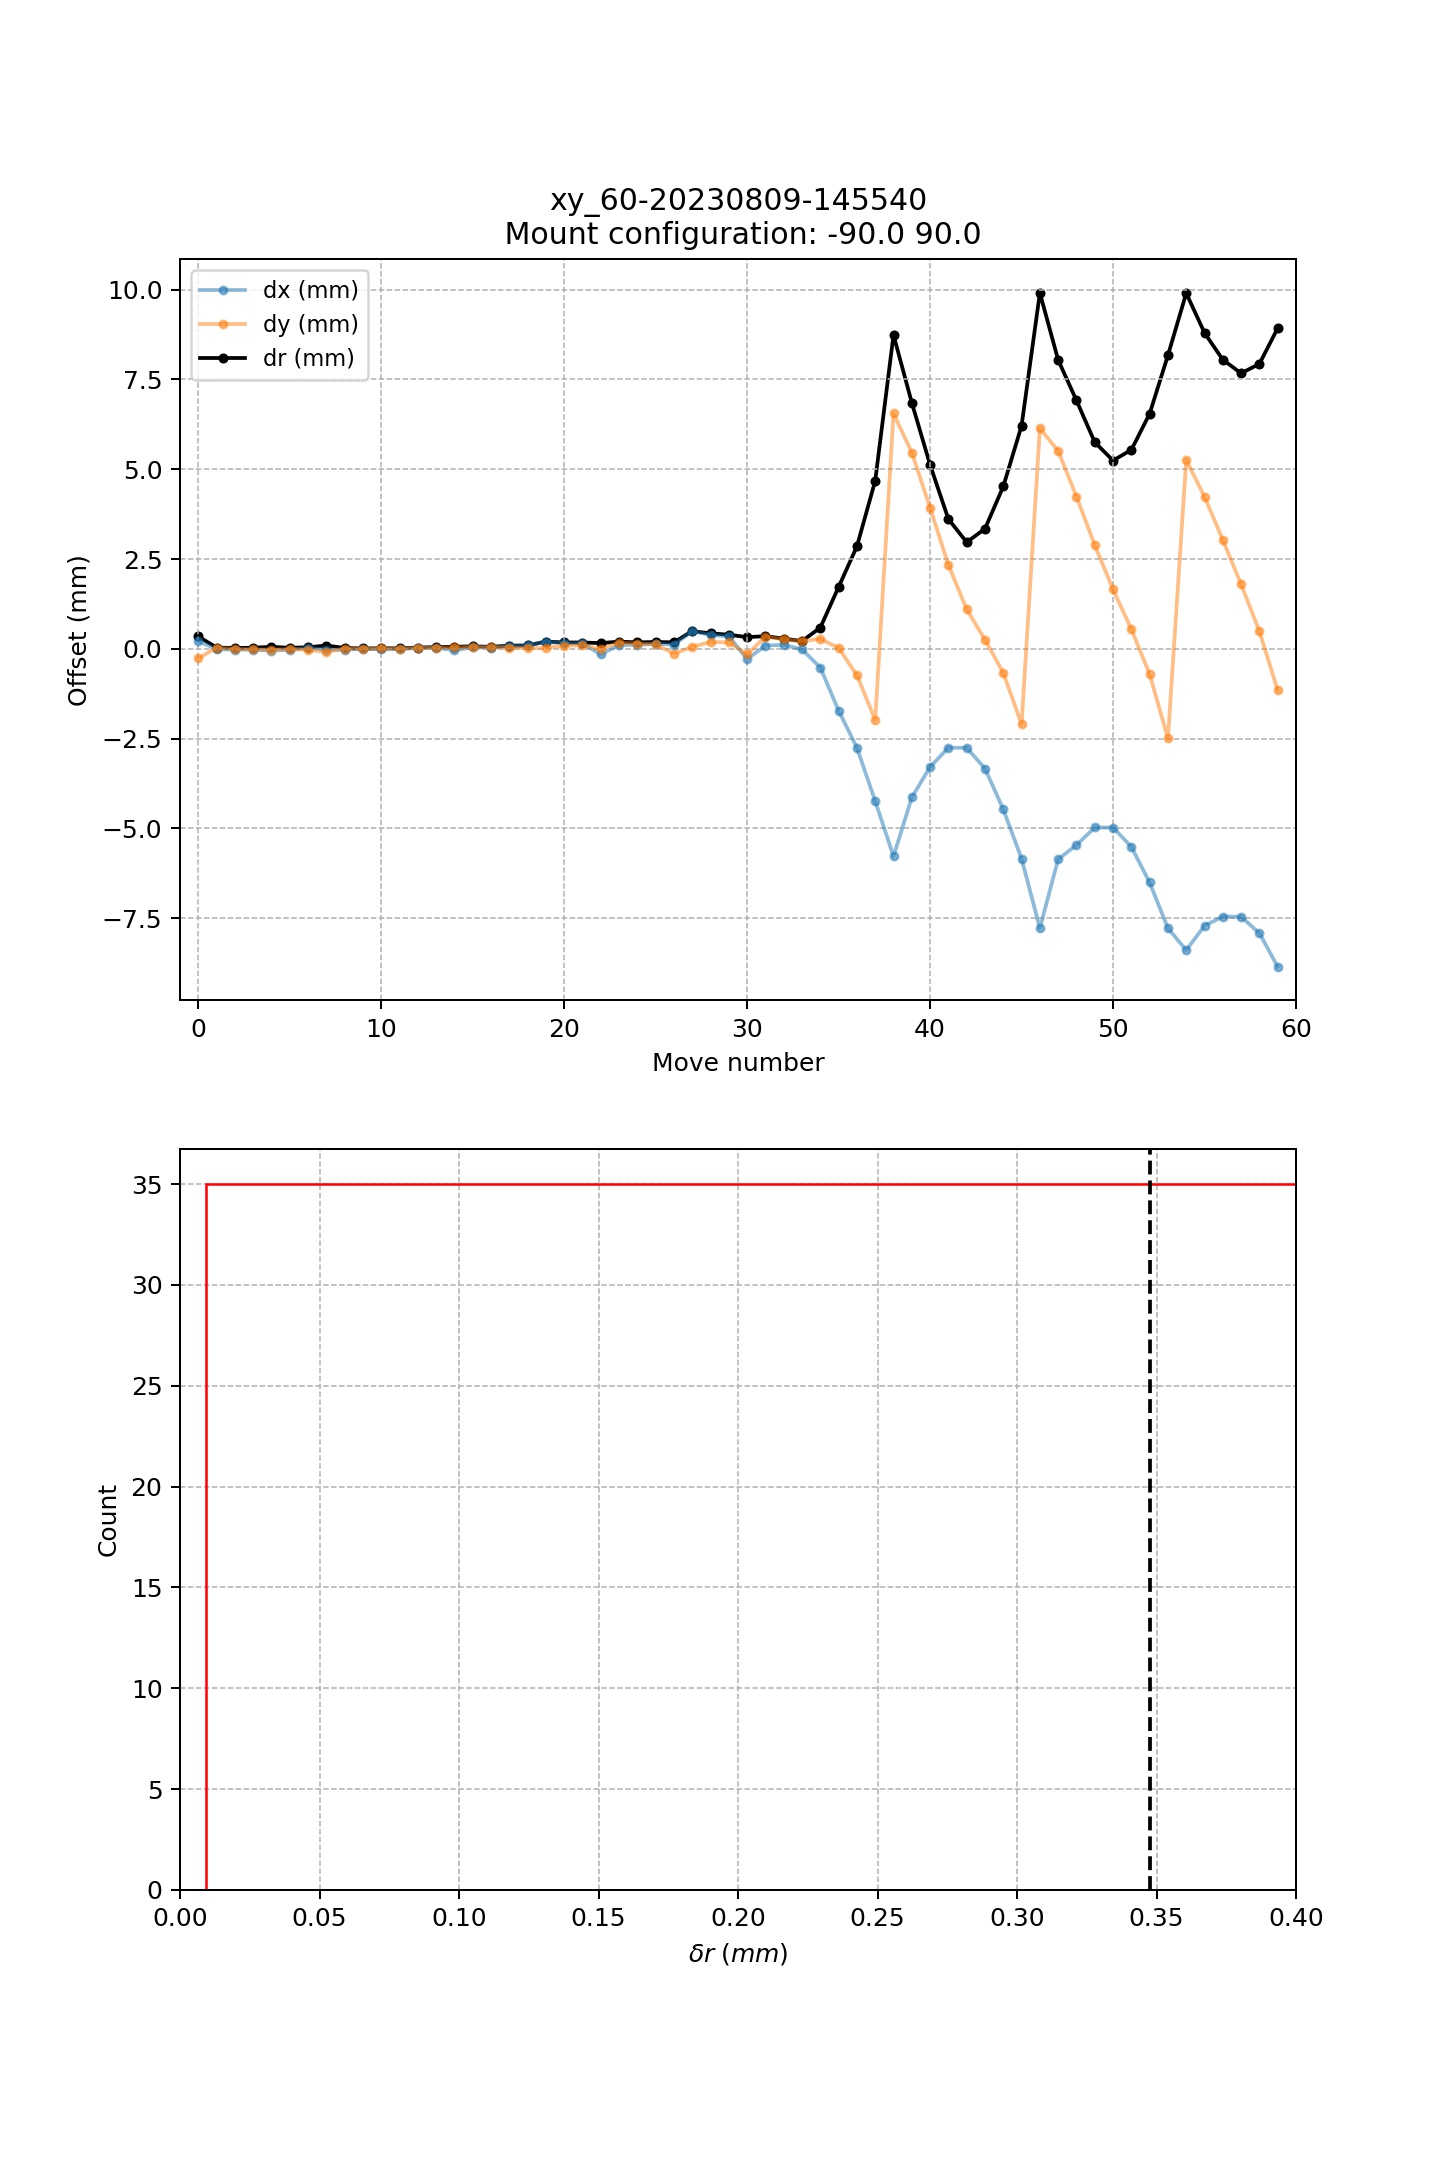 xy_60-20230809-145540
Mount configuration: -90.0 90.0
dx (mm)
dy (mm)
dr (mm)
10.0
7.5
5.0
2.5
0.0
−2.5
−5.0
−7.5
Offset (mm)
0 10 20 30 40 50 60
Move number
35
30
25
20
15
10
5
0
Count
0.00 0.05 0.10 0.15 0.20 0.25 0.30 0.35 0.40
δr (mm)